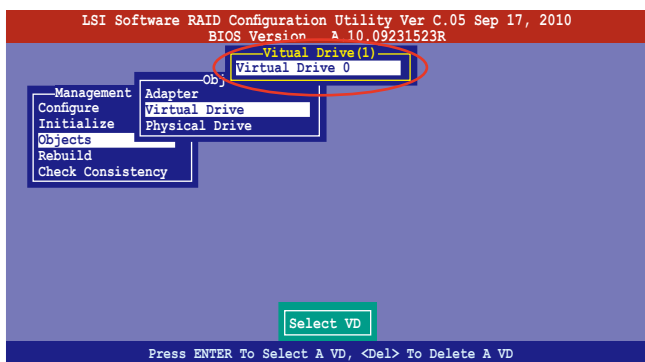 LSI Software RAID Configuration Utility Ver C.05 Sep 17, 2010
BIOS Version A 10.09231523R
Vitual Drive(1)
Virtual Drive 0
Obj
Adapter
Virtual Drive
Physical Drive
Management
Configure
Initialize
Objects
Rebuild
Check Consistency
Select VD
Press ENTER To Select A VD, <Del> To Delete A VD